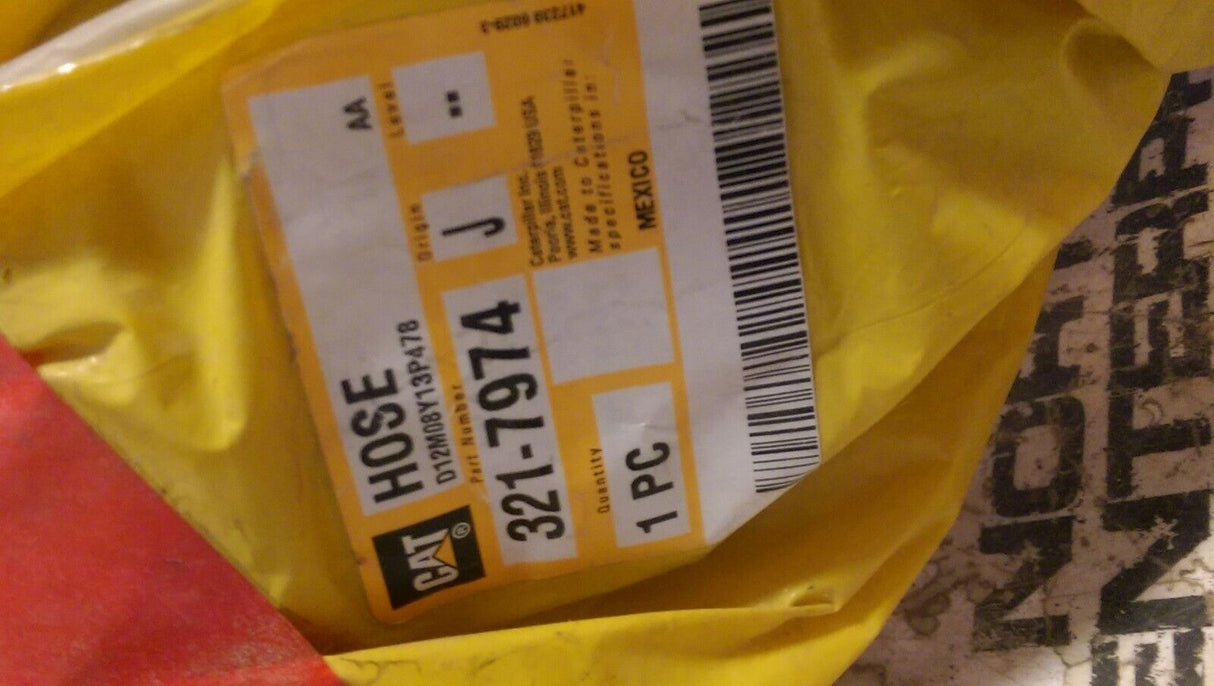 CAT®
HOSE
AA
D12M08Y13P478
Part Number
Origin
Level
321-7974
J
--
Caterpillar Inc.
Peoria, Illinois 61629 USA
www.cat.com
Made to Caterpillar
specifications in:
MEXICO
Quantity
1 PC